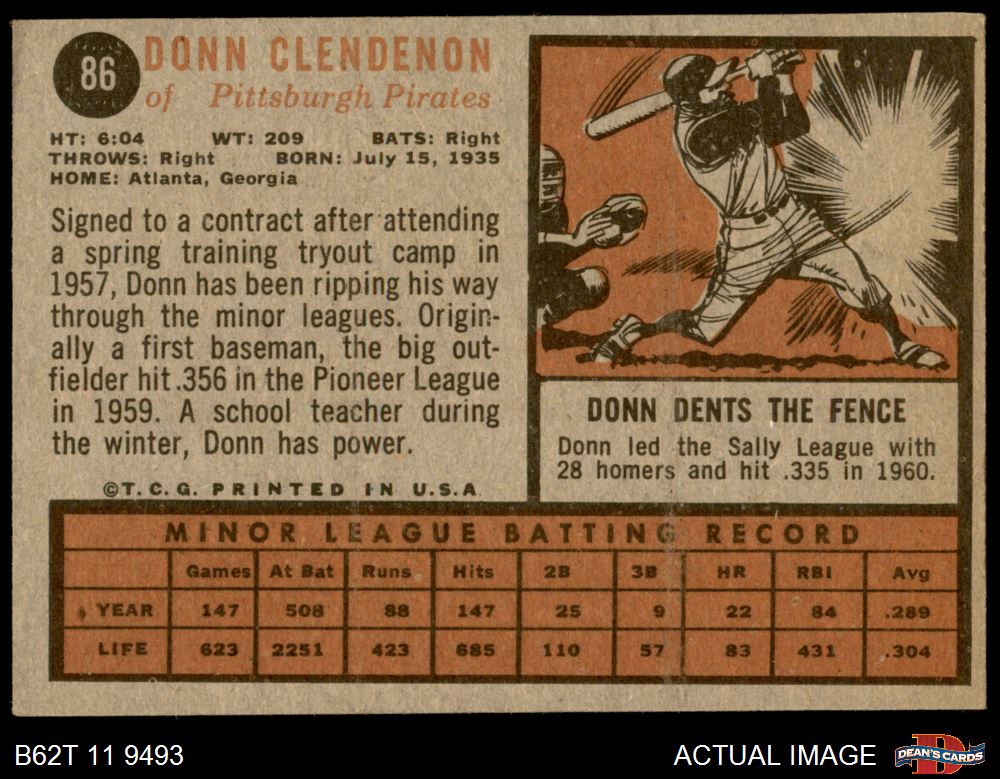 86
DONN CLENDENON
of Pittsburgh Pirates
HT: 6:04 WT: 209 BATS: Right
THROWS: Right BORN: July 15, 1935
HOME: Atlanta, Georgia
Signed to a contract after attending
a spring training tryout camp in
1957, Donn has been ripping his way
through the minor leagues. Origin-
ally a first baseman, the big out-
fielder hit .356 in the Pioneer League
in 1959. A school teacher during
the winter, Donn has power.
©T.C.G. PRINTED IN U.S.A
DONN DENTS THE FENCE
Donn led the Sally League with
28 homers and hit .335 in 1960.
MINOR LEAGUE BATTING RECORD
Games At Bat Runs Hits 2B 3B HR RBI Avg
YEAR 147 508 88 147 25 9 22 84 .289
LIFE 623 2251 423 685 110 57 83 431 .304
B62T 11 9493
ACTUAL IMAGE
D
DEAN'S CARDS